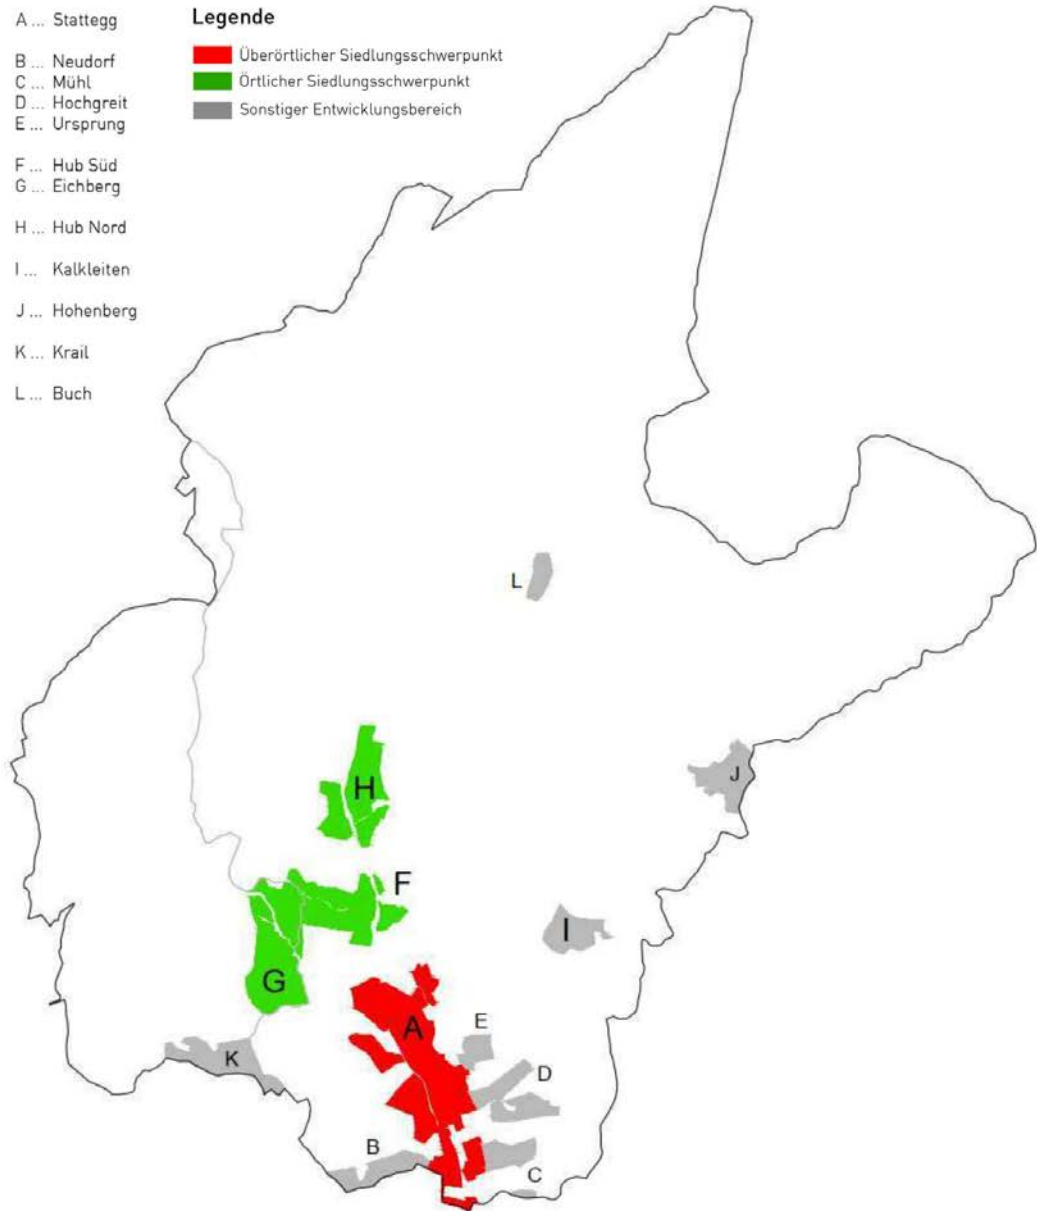 A ... Stattegg
B ... Neudorf
C ... Mühl
D ... Hochgreit
E ... Ursprung
F ... Hub Süd
G ... Eichberg
H ... Hub Nord
I ... Kalkleiten
J ... Hohenberg
K ... Krail
L ... Buch
Legende
Überörtlicher Siedlungsschwerpunkt
Örtlicher Siedlungsschwerpunkt
Sonstiger Entwicklungsbereich
L
J
H
F
I
G
A
E
K
D
B
C